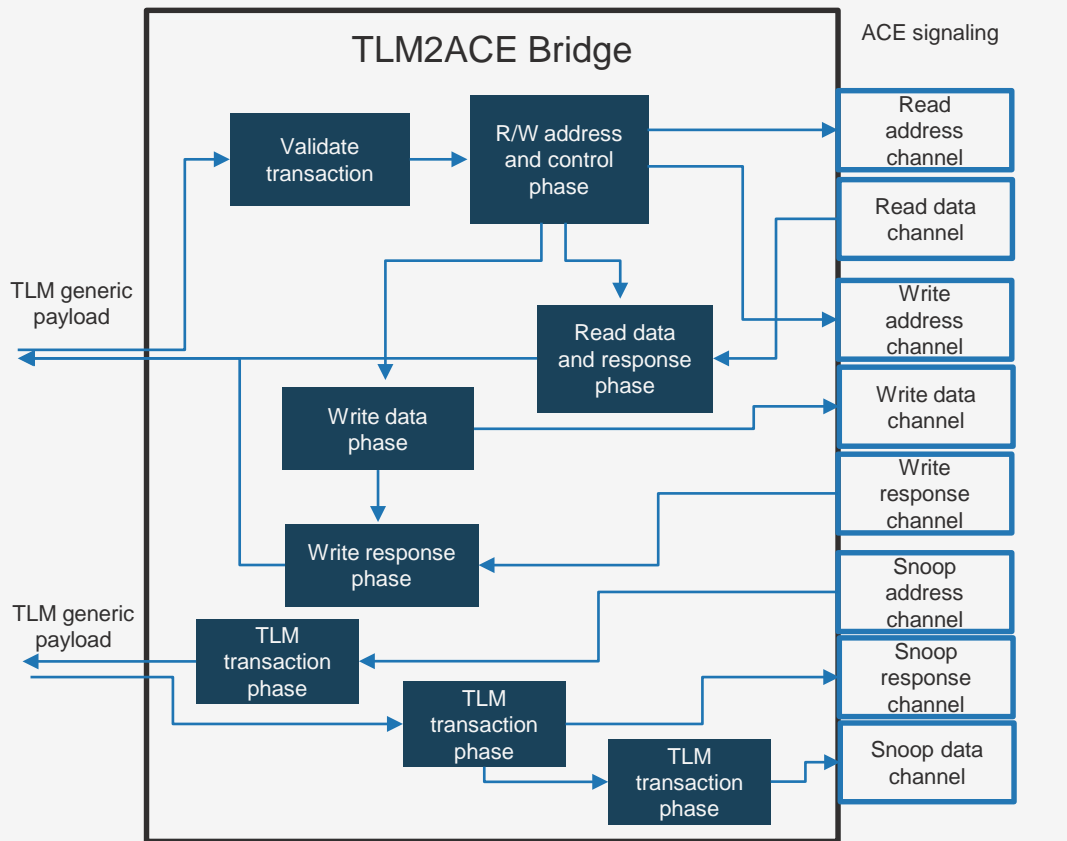 TLM2ACE Bridge
ACE signaling
Validate
transaction
R/W address
and control
phase
Read
address
channel
Read data
channel
TLM generic
payload
Read data
and response
phase
Write
address
channel
Write data
phase
Write data
channel
Write response
phase
Write
response
channel
TLM generic
payload
TLM
transaction
phase
Snoop
address
channel
TLM
transaction
phase
Snoop
response
channel
TLM
transaction
phase
Snoop data
channel